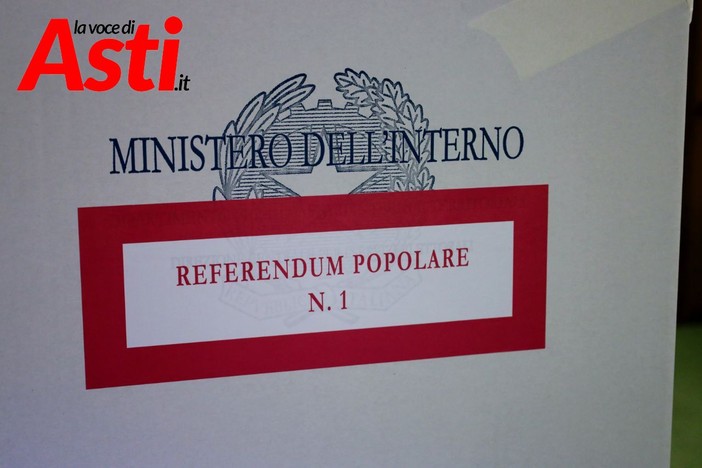 la voce di
Asti.it
MINISTERO DELL'INTERNO
REFERENDUM POPOLARE
N. 1